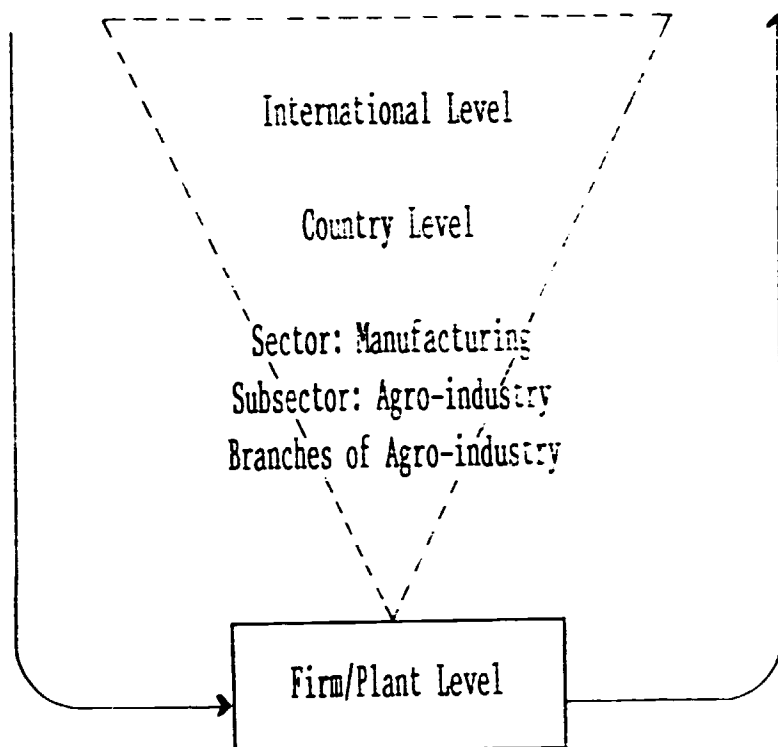 International Level
Country Level
Sector: Manufacturing
Subsector: Agro-industry
Branches of Agro-industry
Firm/Plant Level